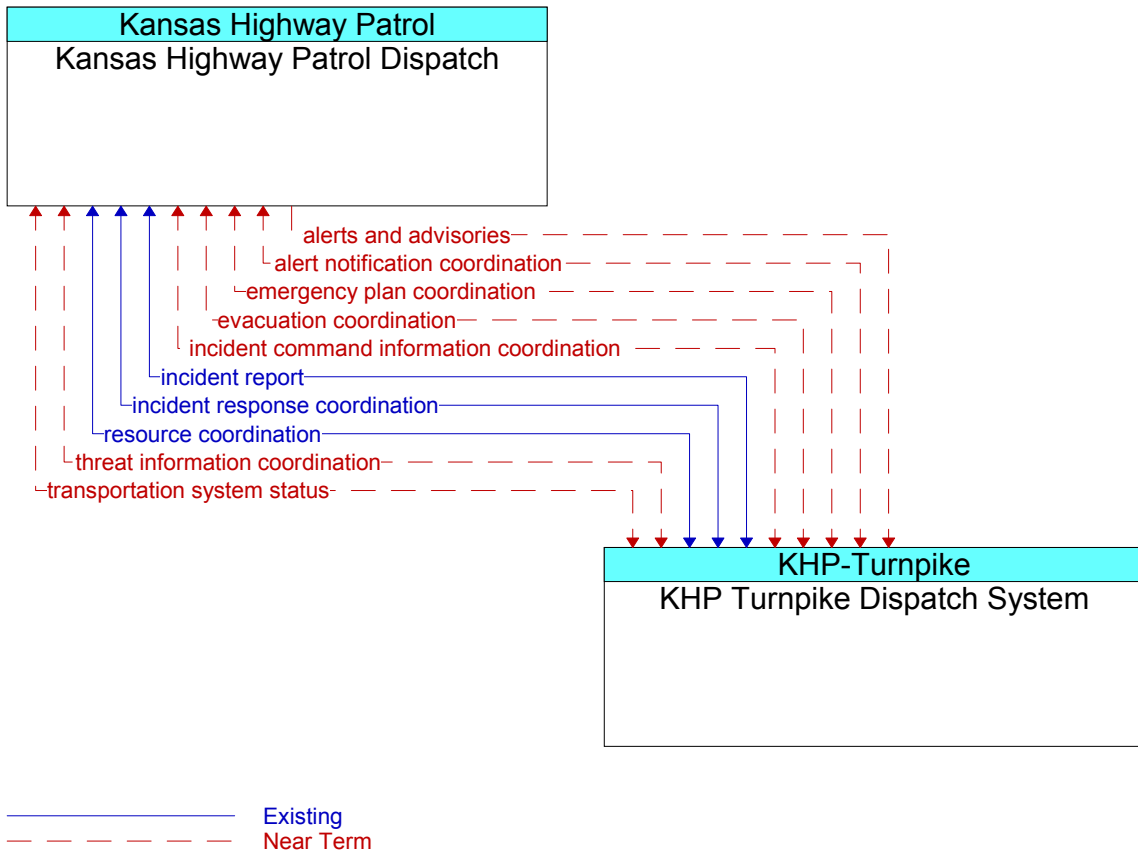 Kansas Highway Patrol
Kansas Highway Patrol Dispatch
alerts and advisories
alert notification coordination
emergency plan coordination
evacuation coordination
incident command information coordination
incident report
incident response coordination
resource coordination
threat information coordination
transportation system status
KHP-Turnpike
KHP Turnpike Dispatch System
Existing
Near Term